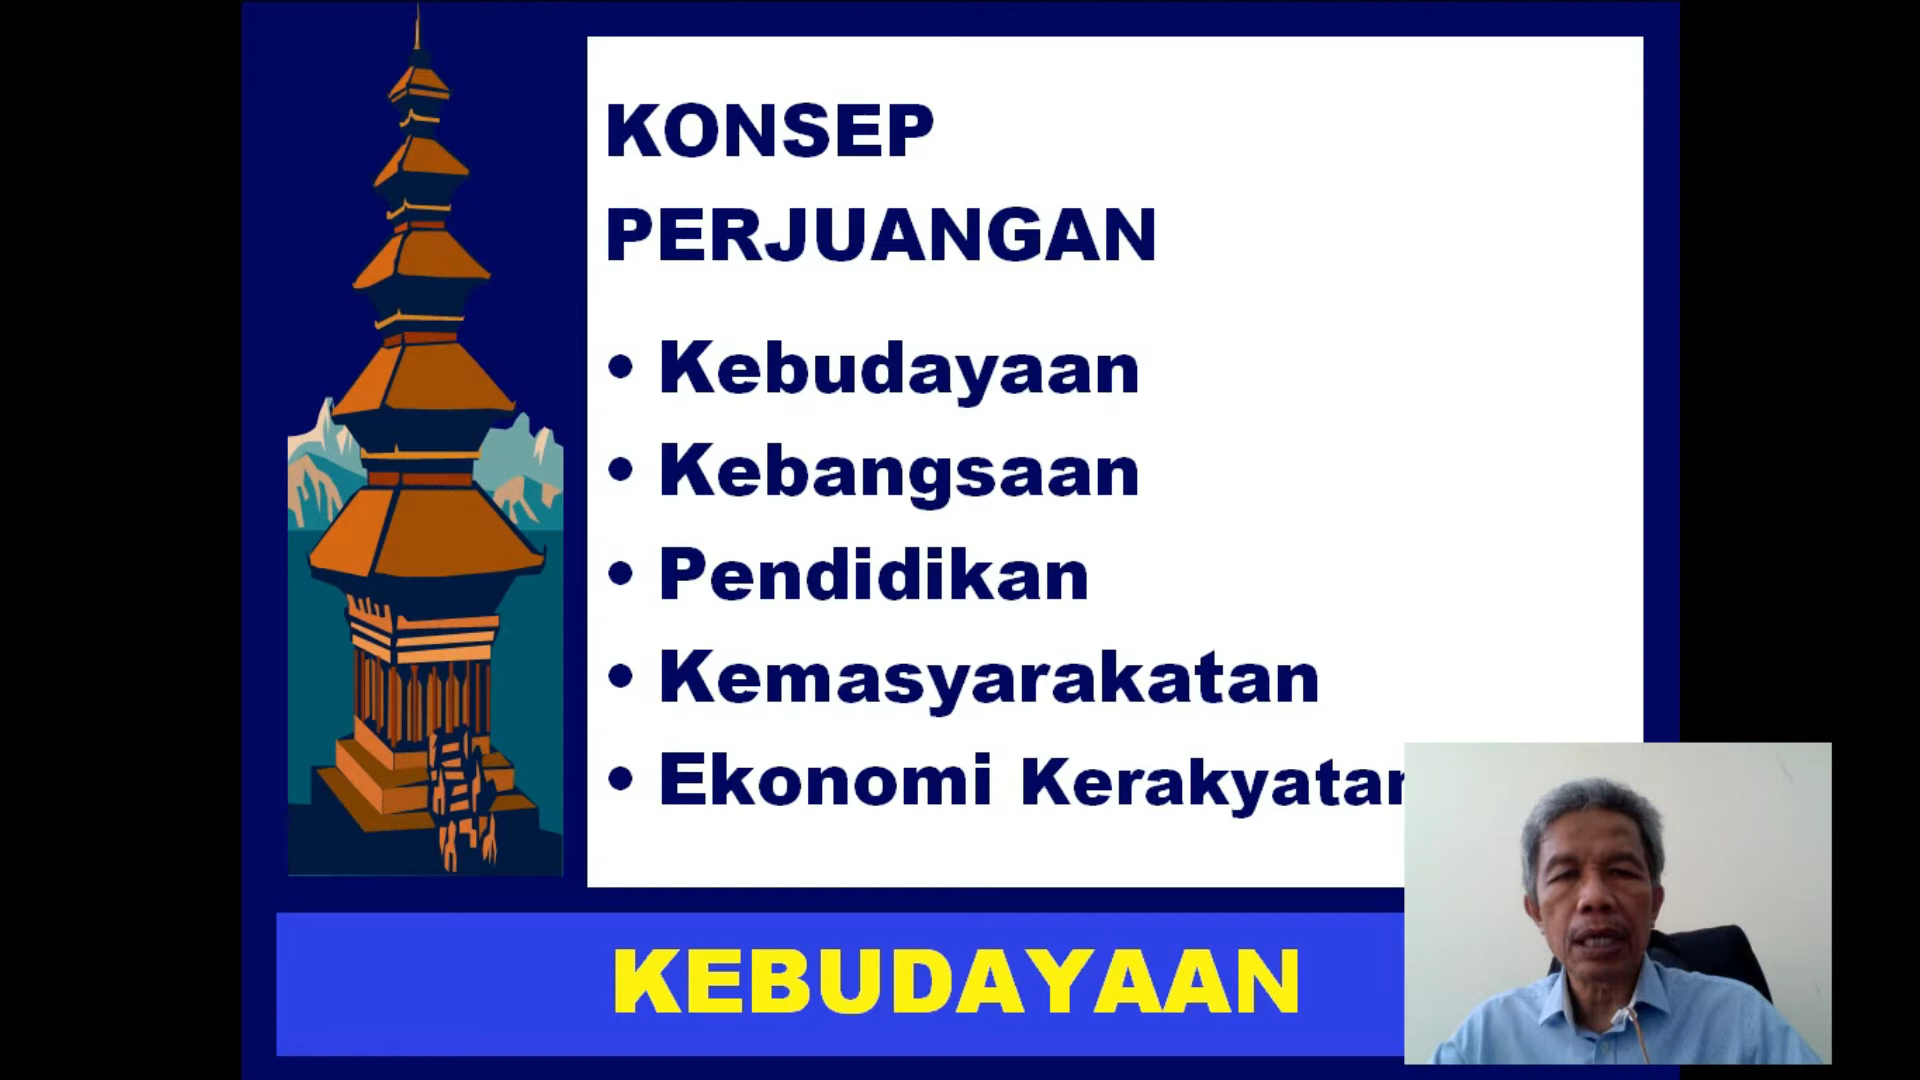 KONSEP
PERJUANGAN
• Kebudayaan
• Kebangsaan
• Pendidikan
• Kemasyarakatan
• Ekonomi Kerakyatan
KEBUDAYAAN